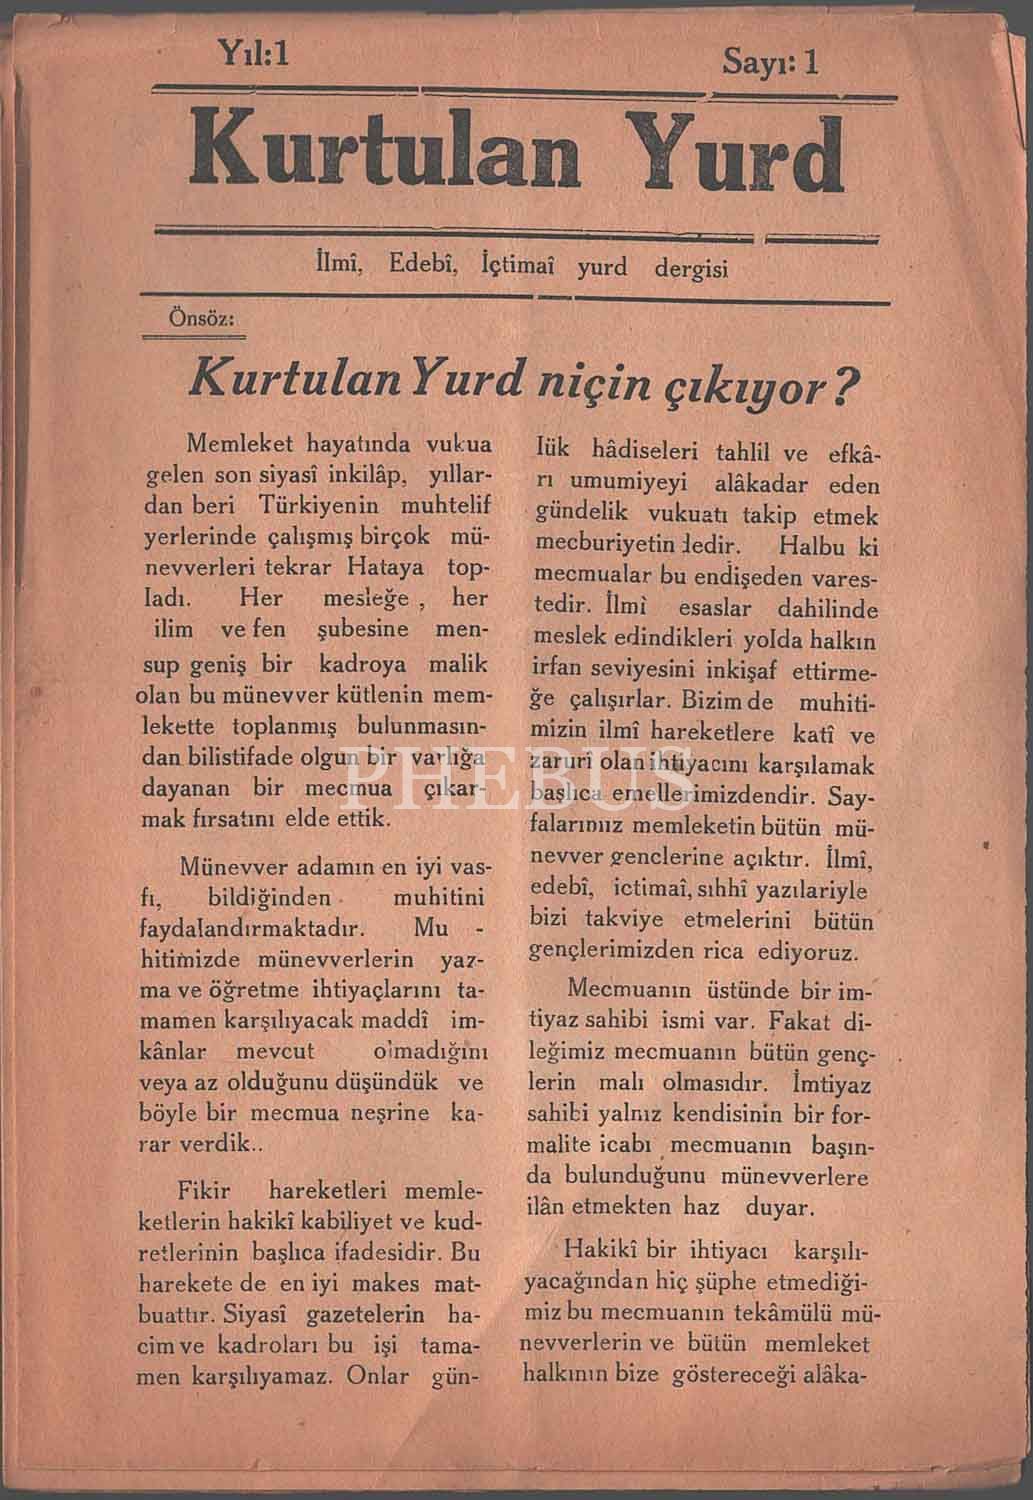 Yıl:1
Sayı: 1
Kurtulan Yurd
İlmî, Edebî, İçtimaî yurd dergisi
Önsöz:
Kurtulan Yurd niçin çıkıyor?
Memleket hayatında vukua
gelen son siyasî inkilâp, yıllar-
dan beri Türkiyenin muhtelif
yerlerinde çalışmış birçok mü-
nevverleri tekrar Hataya top-
ladı. Her mesleğe , her
ilim ve fen şubesine men-
sup geniş bir kadroya malik
olan bu münevver kütlenin mem-
lekette toplanmış bulunmasın-
dan bilistifade olgun bir varlığa
dayanan bir mecmua çıkar-
mak fırsatını elde ettik.
Münevver adamın en iyi vas-
fı, bildiğinden muhitini
faydalandırmaktadır. Mu -
hitimizde münevverlerin yaz-
ma ve öğretme ihtiyaçlarını ta-
mamen karşılıyacak maddî im-
kânlar mevcut olmadığını
veya az olduğunu düşündük ve
böyle bir mecmua neşrine ka-
rar verdik..
Fikir hareketleri memle-
ketlerin hakikî kabiliyet ve kud-
retlerinin başlıca ifadesidir. Bu
harekete de en iyi makes mat-
buattır. Siyasî gazetelerin ha-
cim ve kadroları bu işi tama-
men karşılıyamaz. Onlar gün-
lük hâdiseleri tahlil ve efkâ-
rı umumiyeyi alâkadar eden
gündelik vukuatı takip etmek
mecburiyetindedir. Halbu ki
mecmualar bu endişeden vares-
tedir. İlmì esaslar dahilinde
meslek edindikleri yolda halkın
irfan seviyesini inkişaf ettirme-
ğe çalışırlar. Bizim de muhiti-
mizin ilmî hareketlere katî ve
zarurî olan ihtiyacını karşılamak
başlıca emellerimizdendir. Say-
falarımız memleketin bütün mü-
nevver genclerine açıktır. İlmî,
edebî, ictimaî, sıhhî yazılariyle
bizi takviye etmelerini bütün
gençlerimizden rica ediyoruz.
Mecmuanın üstünde bir im-
tiyaz sahibi ismi var. Fakat di-
leğimiz mecmuanın bütün genç-
lerin malı olmasıdır. İmtiyaz
sahibi yalnız kendisinin bir for-
malite icabı mecmuanın başın-
da bulunduğunu münevverlere
ilân etmekten haz duyar.
Hakikî bir ihtiyacı karşılı-
yacağından hiç şüphe etmediği-
miz bu mecmuanın tekâmülü mü-
nevverlerin ve bütün memleket
halkının bize göstereceği alâka-
PHEBUS